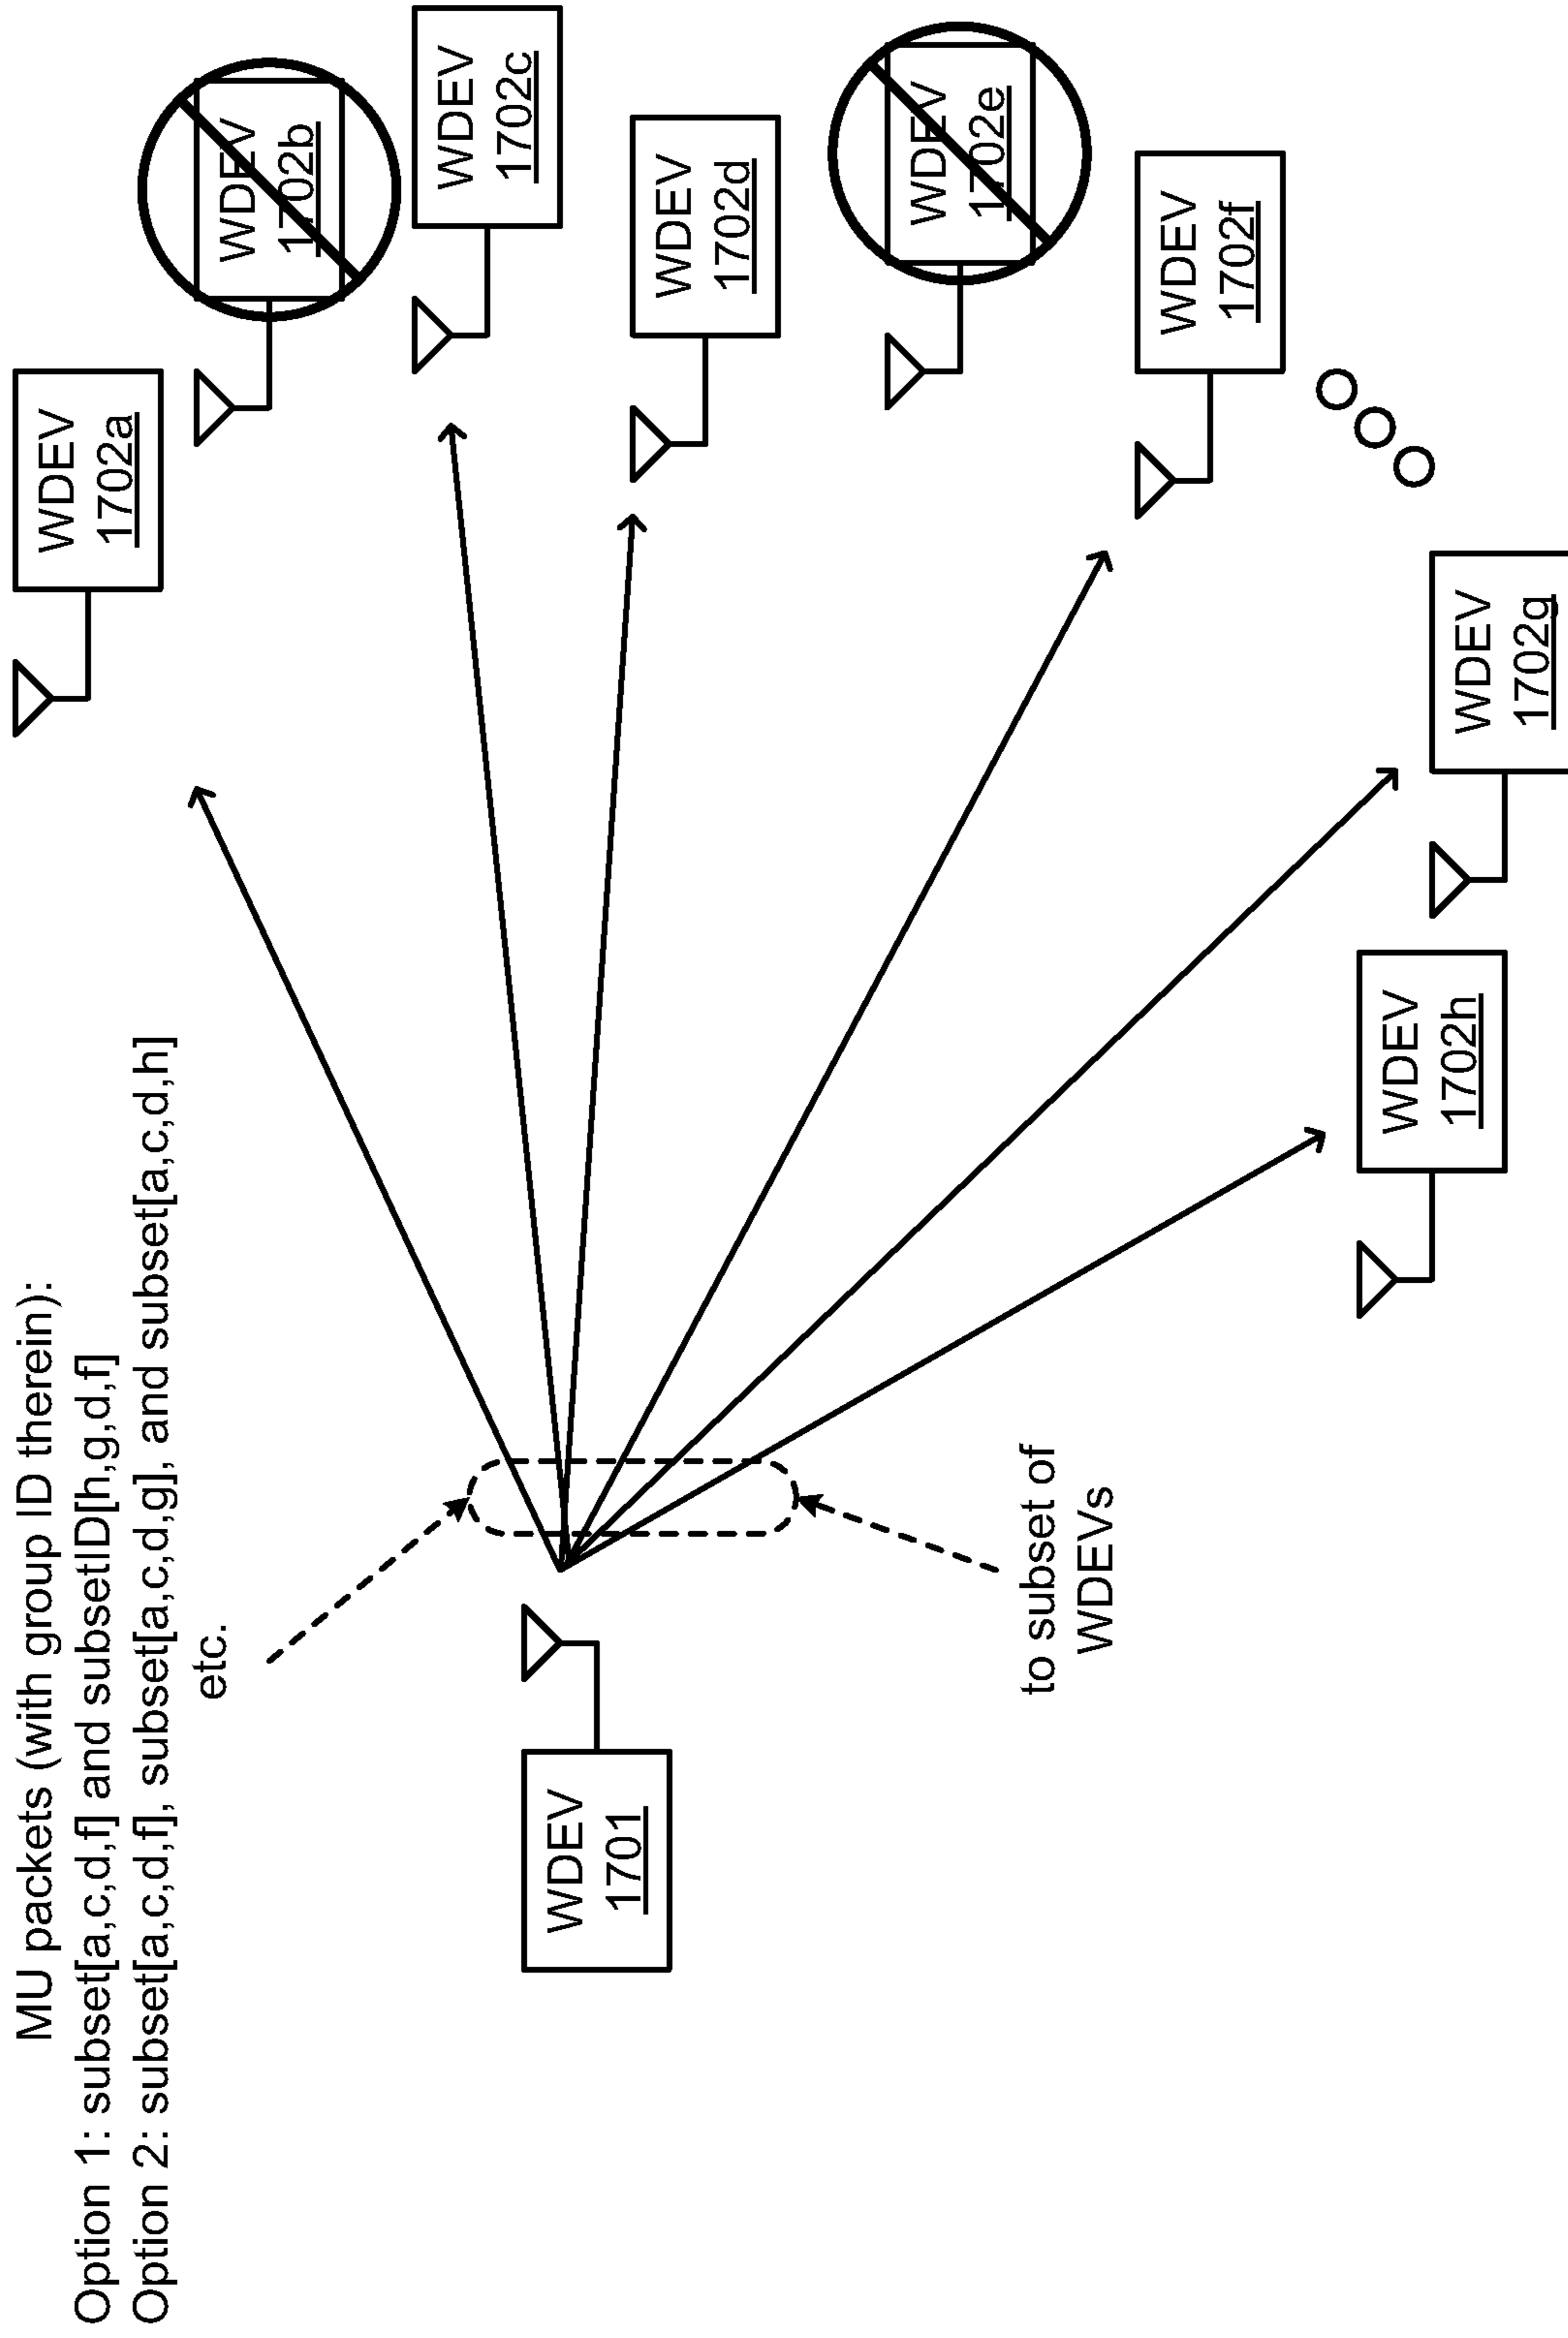 MU packets (with group ID therein):
Option 1: subset[a,c,d,f] and subsetID[h,g,d,f]
Option 2: subset[a,c,d,f], subset[a,c,d,g], and subset[a,c,d,h]
etc.
WDEV
1702a
WDEV
1702b
WDEV
1702c
WDEV
1702d
WDEV
1702e
WDEV
1702f
WDEV
1702g
WDEV
1702h
WDEV
1701
to subset of
WDEVs